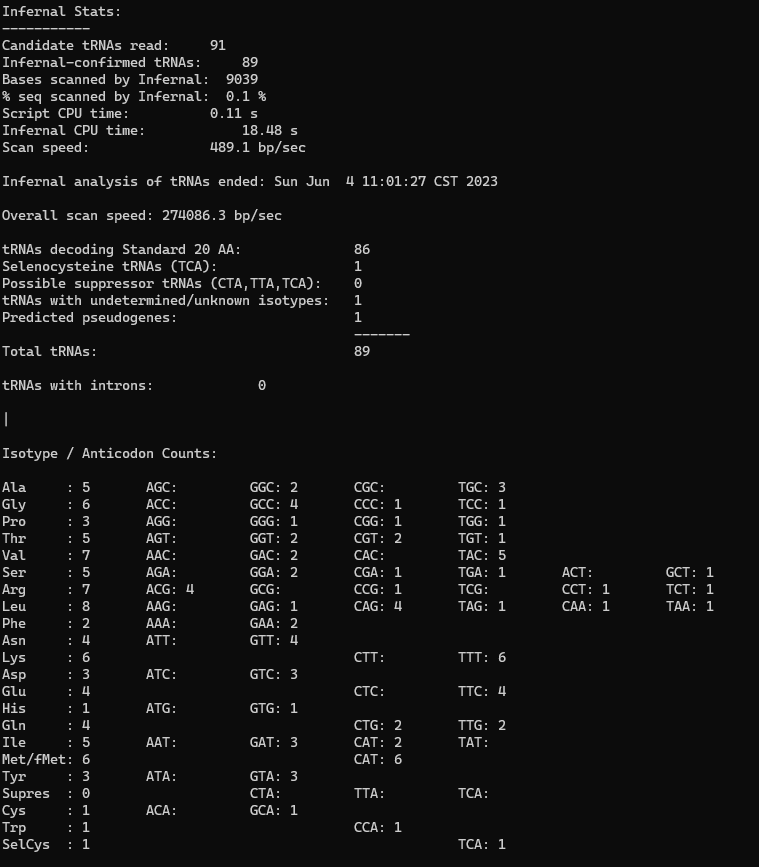 Infernal Stats:
-----------
Candidate tRNAs read:     91
Infernal-confirmed tRNAs:     89
Bases scanned by Infernal:  9039
% seq scanned by Infernal:  0.1 %
Script CPU time:          0.11 s
Infernal CPU time:            18.48 s
Scan speed:               489.1 bp/sec
Infernal analysis of tRNAs ended: Sun Jun  4 11:01:27 CST 2023
Overall scan speed: 274086.3 bp/sec
tRNAs decoding Standard 20 AA:              86
Selenocysteine tRNAs (TCA):                 1
Possible suppressor tRNAs (CTA,TTA,TCA):    0
tRNAs with undetermined/unknown isotypes:   1
Predicted pseudogenes:                      1
                                            -------
Total tRNAs:                                89
tRNAs with introns:             0
|
Isotype / Anticodon Counts:
Ala     : 5       AGC:         GGC: 2       CGC:         TGC: 3
Gly     : 6       ACC:         GCC: 4       CCC: 1       TCC: 1
Pro     : 3       AGG:         GGG: 1       CGG: 1       TGG: 1
Thr     : 5       AGT:         GGT: 2       CGT: 2       TGT: 1
Val     : 7       AAC:         GAC: 2       CAC:         TAC: 5
Ser     : 5       AGA:         GGA: 2       CGA: 1       TGA: 1       ACT:         GCT: 1
Arg     : 7       ACG: 4       GCG:         CCG: 1       TCG:         CCT: 1       TCT: 1
Leu     : 8       AAG:         GAG: 1       CAG: 4       TAG: 1       CAA: 1       TAA: 1
Phe     : 2       AAA:         GAA: 2
Asn     : 4       ATT:         GTT: 4
Lys     : 6                                 CTT:         TTT: 6
Asp     : 3       ATC:         GTC: 3
Glu     : 4                                 CTC:         TTC: 4
His     : 1       ATG:         GTG: 1
Gln     : 4                                 CTG: 2       TTG: 2
Ile     : 5       AAT:         GAT: 3       CAT: 2       TAT:
Met/fMet: 6                                 CAT: 6
Tyr     : 3       ATA:         GTA: 3
Supres  : 0                    CTA:         TTA:         TCA:
Cys     : 1       ACA:         GCA: 1
Trp     : 1                                 CCA: 1
SelCys  : 1                                              TCA: 1